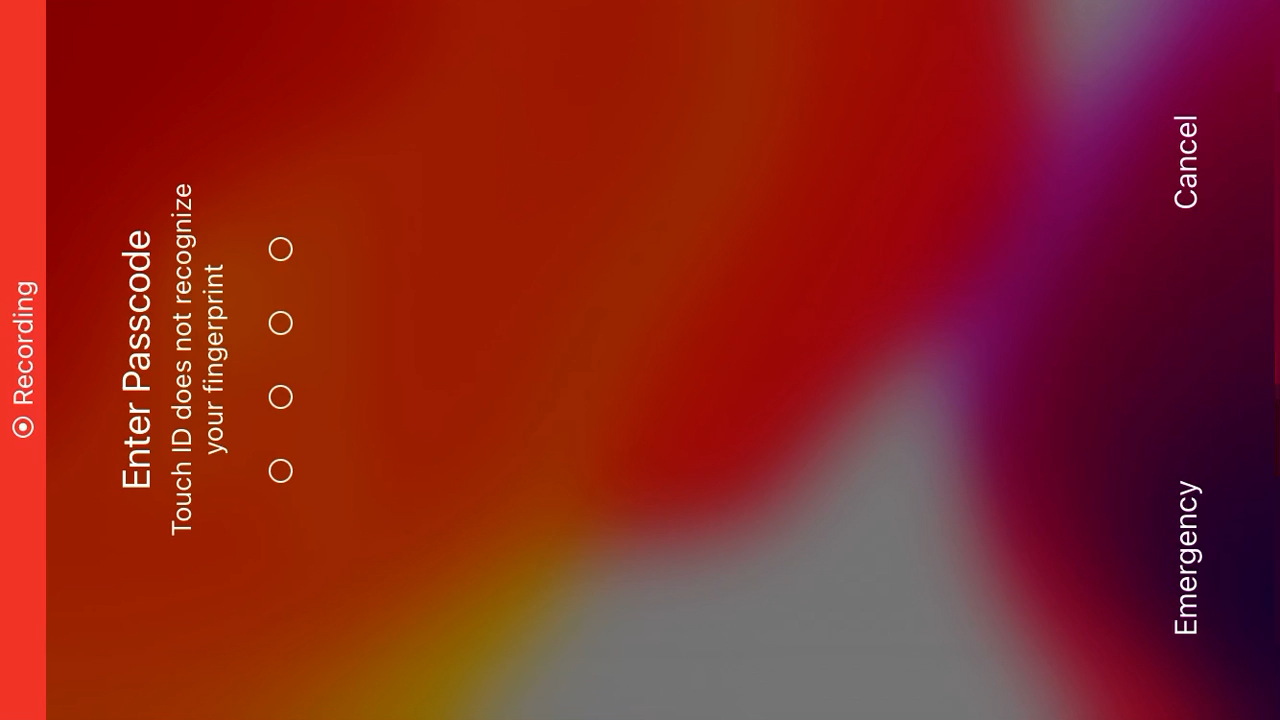 Recording
Enter Passcode
Touch ID does not recognize
your fingerprint
Emergency
Cancel